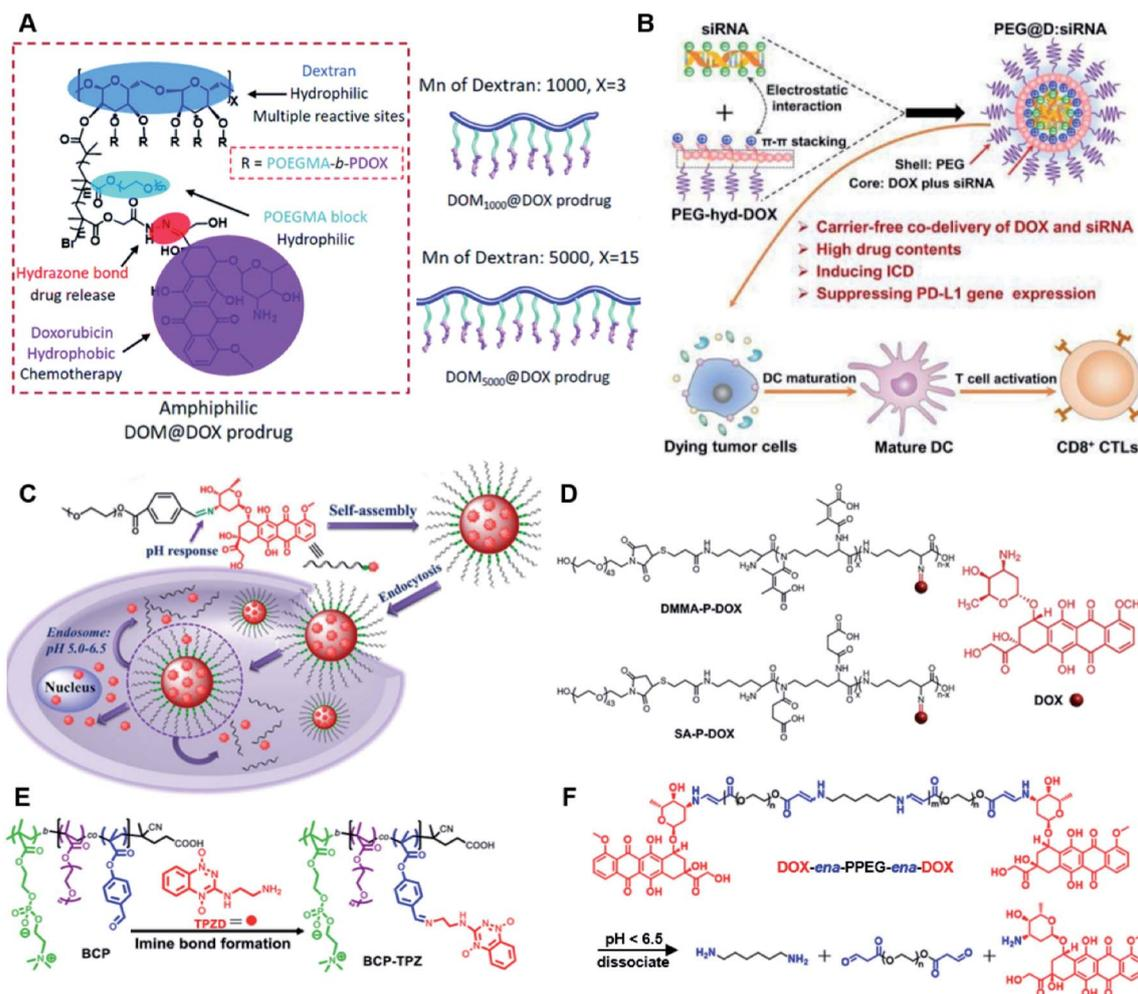 A
Dextran
Hydrophilic
Multiple reactive sites
X
R R R R
R = POEGMA-b-PDOX
POEGMA block
Hydrophilic
Br
OH
Hydrazone bond
drug release
NH₂
Doxorubicin
Hydrophobic
Chemotherapy
Amphiphilic
DOM@DOX prodrug
Mn of Dextran: 1000, X=3
DOM₁₀₀₀@DOX prodrug
Mn of Dextran: 5000, X=15
DOM₅₀₀₀@DOX prodrug
B
siRNA
Electrostatic
interaction
+
π-π stacking
PEG-hyd-DOX
PEG@D:siRNA
Shell: PEG
Core: DOX plus siRNA
➢ Carrier-free co-delivery of DOX and siRNA
➢ High drug contents
➢ Inducing ICD
➢ Suppressing PD-L1 gene expression
DC maturation
T cell activation
Dying tumor cells
Mature DC
CD8⁺ CTLs
C
pH response
Self-assembly
Endocytosis
Endosome:
pH 5.0-6.5
Nucleus
D
DMMA-P-DOX
SA-P-DOX
DOX
E
BCP
TPZD =
Imine bond formation
BCP-TPZ
F
DOX-ena-PPEG-ena-DOX
pH < 6.5
dissociate
H₂N NH₂ + +